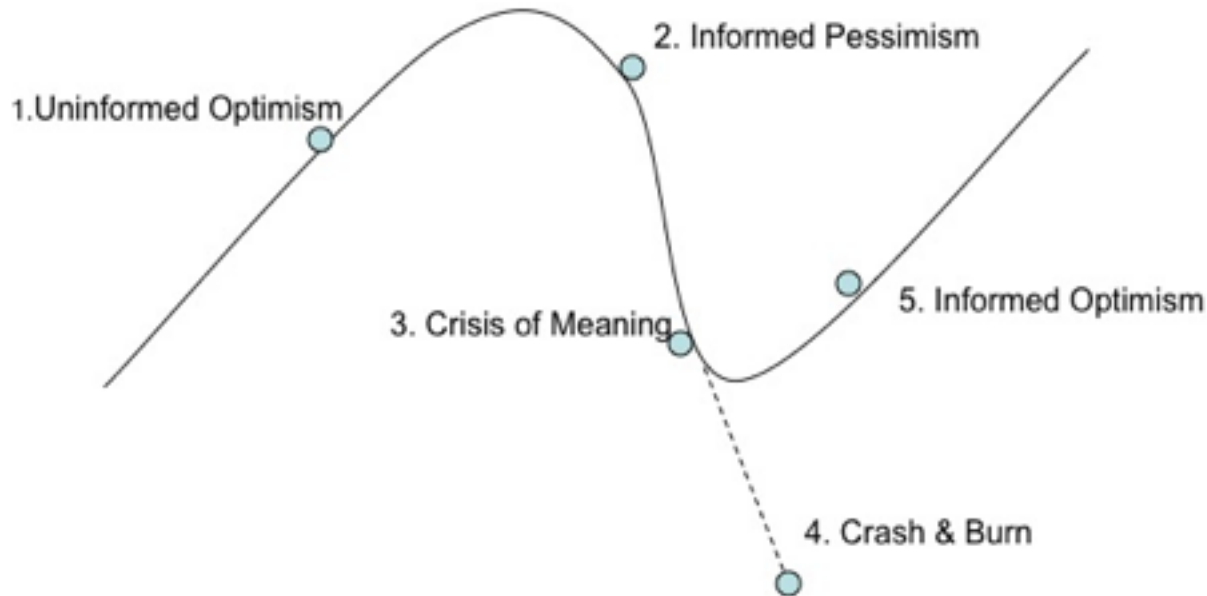 1.Uninformed Optimism
2. Informed Pessimism
3. Crisis of Meaning
4. Crash & Burn
5. Informed Optimism